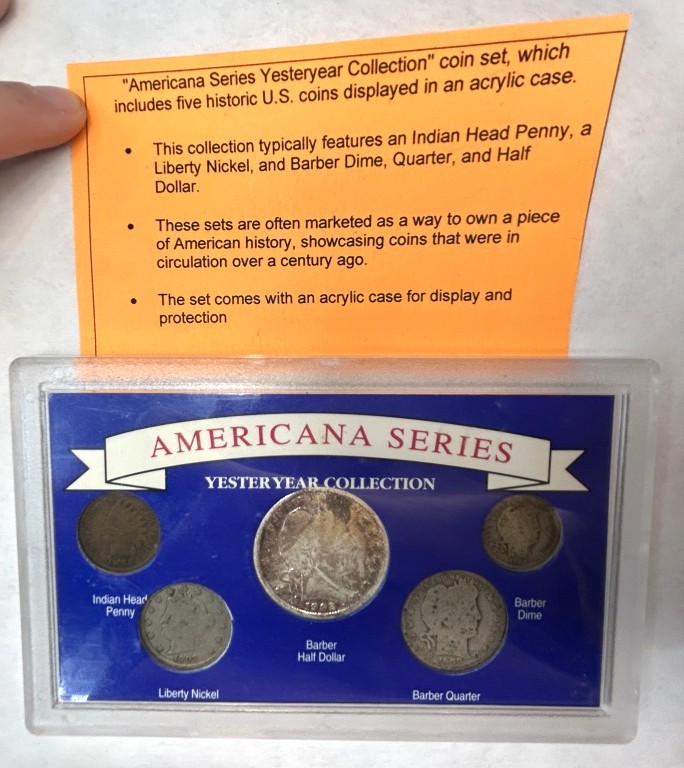 "Americana Series Yesteryear Collection" coin set, which
includes five historic U.S. coins displayed in an acrylic case.
• This collection typically features an Indian Head Penny, a
Liberty Nickel, and Barber Dime, Quarter, and Half
Dollar.
• These sets are often marketed as a way to own a piece
of American history, showcasing coins that were in
circulation over a century ago.
• The set comes with an acrylic case for display and
protection
AMERICANA SERIES
YESTERYEAR COLLECTION
Indian Head
Penny
Liberty Nickel
Barber
Half Dollar
Barber Quarter
Barber
Dime